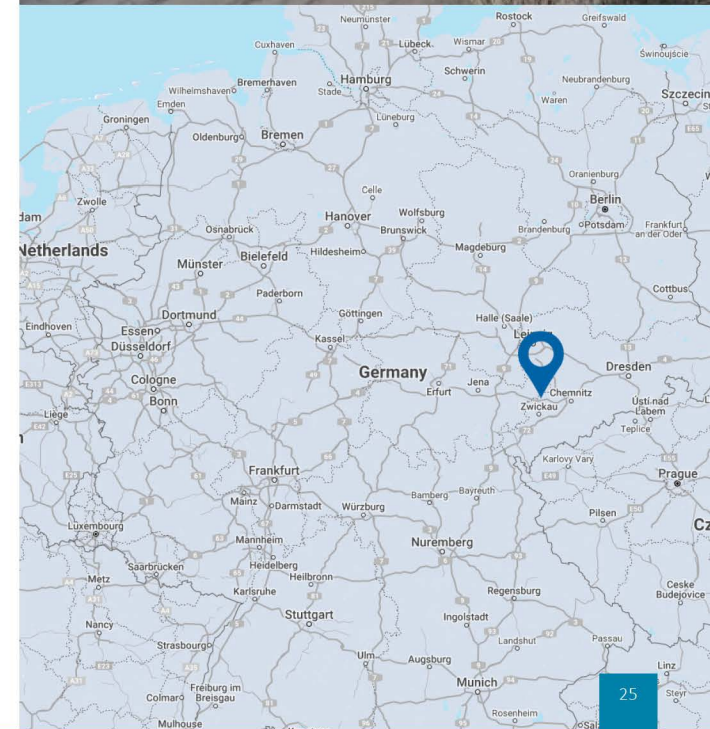 Neumünster
Rostock
Greifswald
Cuxhaven
Lübeck
Wismar
Świnoujście
Wilhelmshaven
Bremerhaven
Stade
Hamburg
Schwerin
Neubrandenburg
Emden
Waren
Szczecin
Groningen
Lüneburg
Oldenburg
Bremen
Oranienburg
Celle
Berlin
Zwolle
dam
Osnabrück
Hanover
Wolfsburg
Brunswick
Brandenburg
Potsdam
Frankfurt
an der Oder
Netherlands
Münster
Bielefeld
Hildesheim
Magdeburg
Paderborn
Cottbus
Eindhoven
Dortmund
Essen
Göttingen
Halle (Saale)
Düsseldorf
Kassel
Cologne
Germany
Dresden
Bonn
Erfurt
Jena
Chemnitz
Zwickau
Liège
Ústí nad
Labem
Teplice
Karlovy Vary
Frankfurt
Prague
Mainz
Darmstadt
Würzburg
Bamberg
Bayreuth
Pilsen
Luxembourg
Cz
Mannheim
Nuremberg
Saarbrücken
Heidelberg
Metz
Heilbronn
Karlsruhe
Regensburg
Ceske
Budejovice
Nancy
Stuttgart
Ingolstadt
Strasbourg
Landshut
Passau
Ulm
Augsburg
Linz
Freiburg im
Breisgau
Munich
25
Steyr
Colmar
Rosenheim
Mulhouse